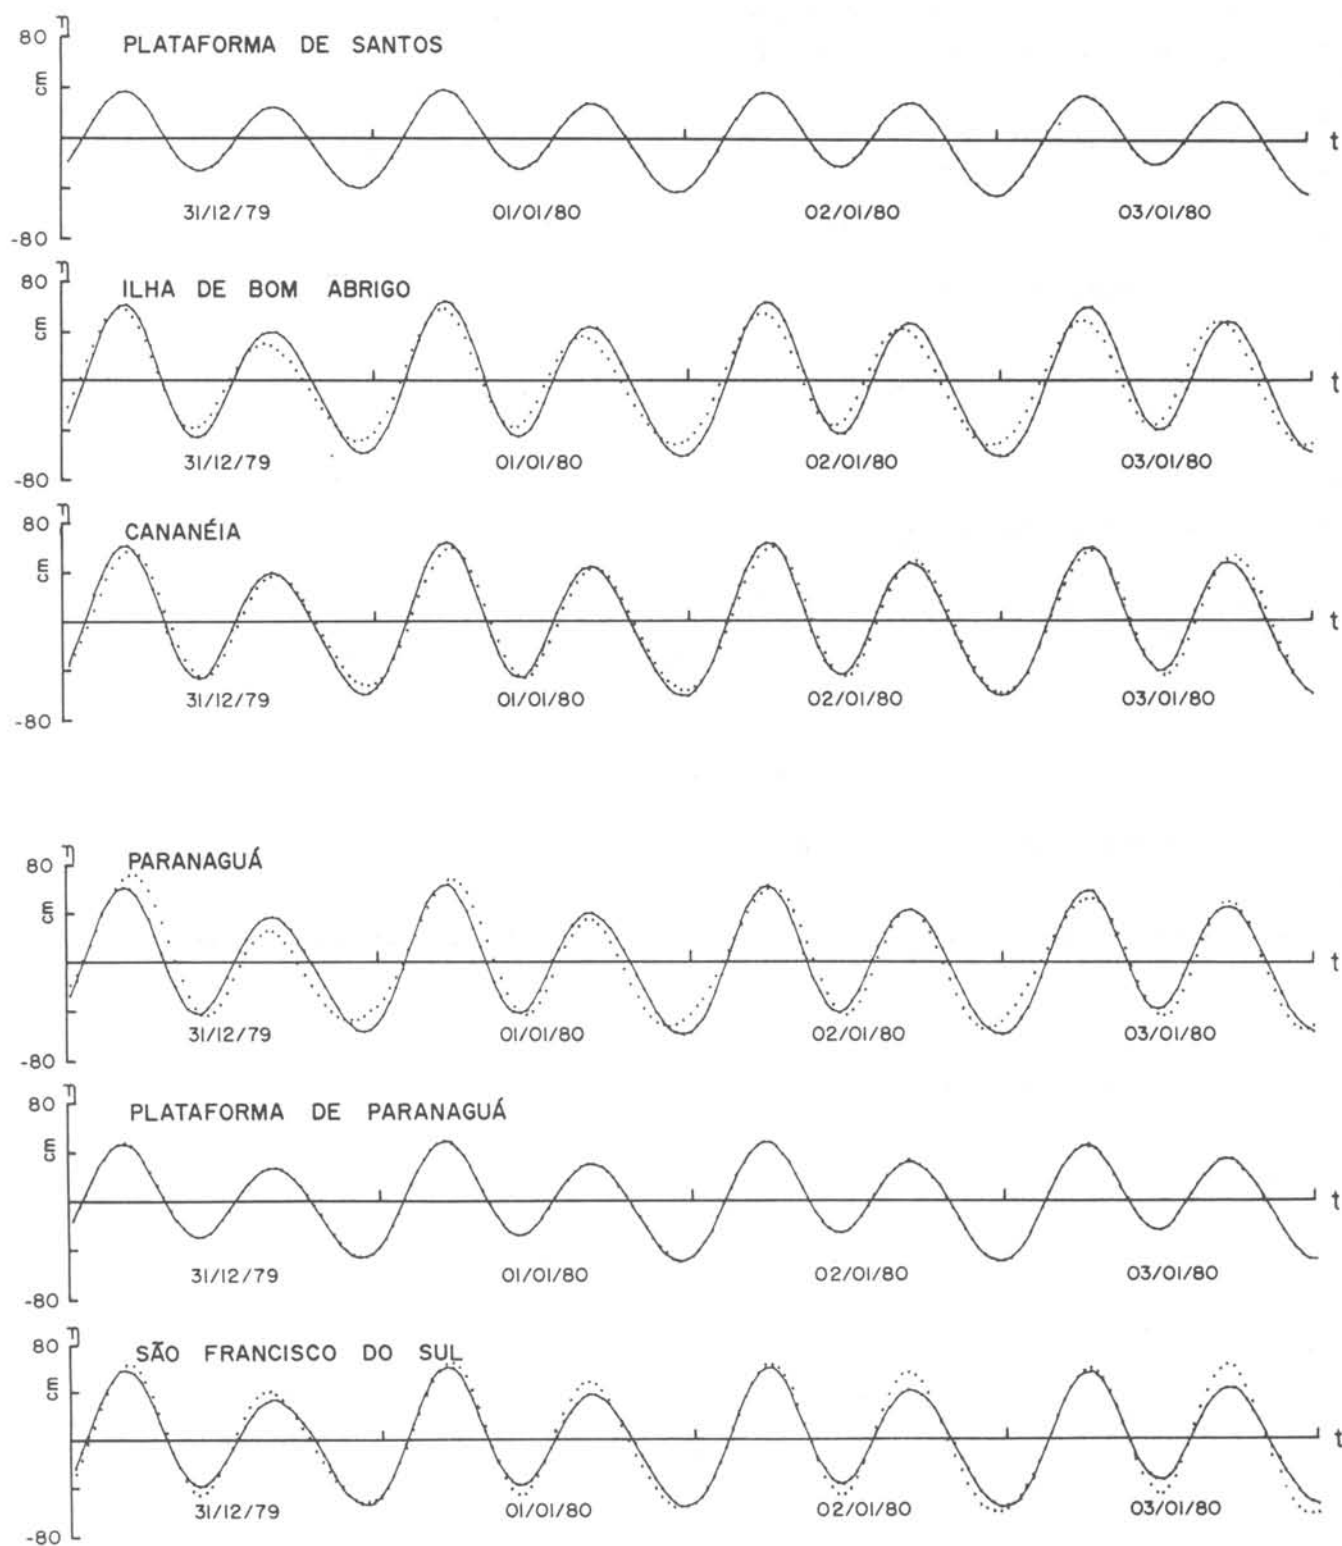 η
80
PLATAFORMA DE SANTOS
cm
t
31/12/79 01/01/80 02/01/80 03/01/80
-80
η
80
ILHA DE BOM ABRIGO
cm
t
31/12/79 01/01/80 02/01/80 03/01/80
-80
η
80
CANANÉIA
cm
t
31/12/79 01/01/80 02/01/80 03/01/80
-80
η
80
PARANAGUÁ
cm
t
31/12/79 01/01/80 02/01/80 03/01/80
-80
η
80
PLATAFORMA DE PARANAGUÁ
cm
t
31/12/79 01/01/80 02/01/80 03/01/80
-80
η
80
SÃO FRANCISCO DO SUL
cm
t
31/12/79 01/01/80 02/01/80 03/01/80
-80